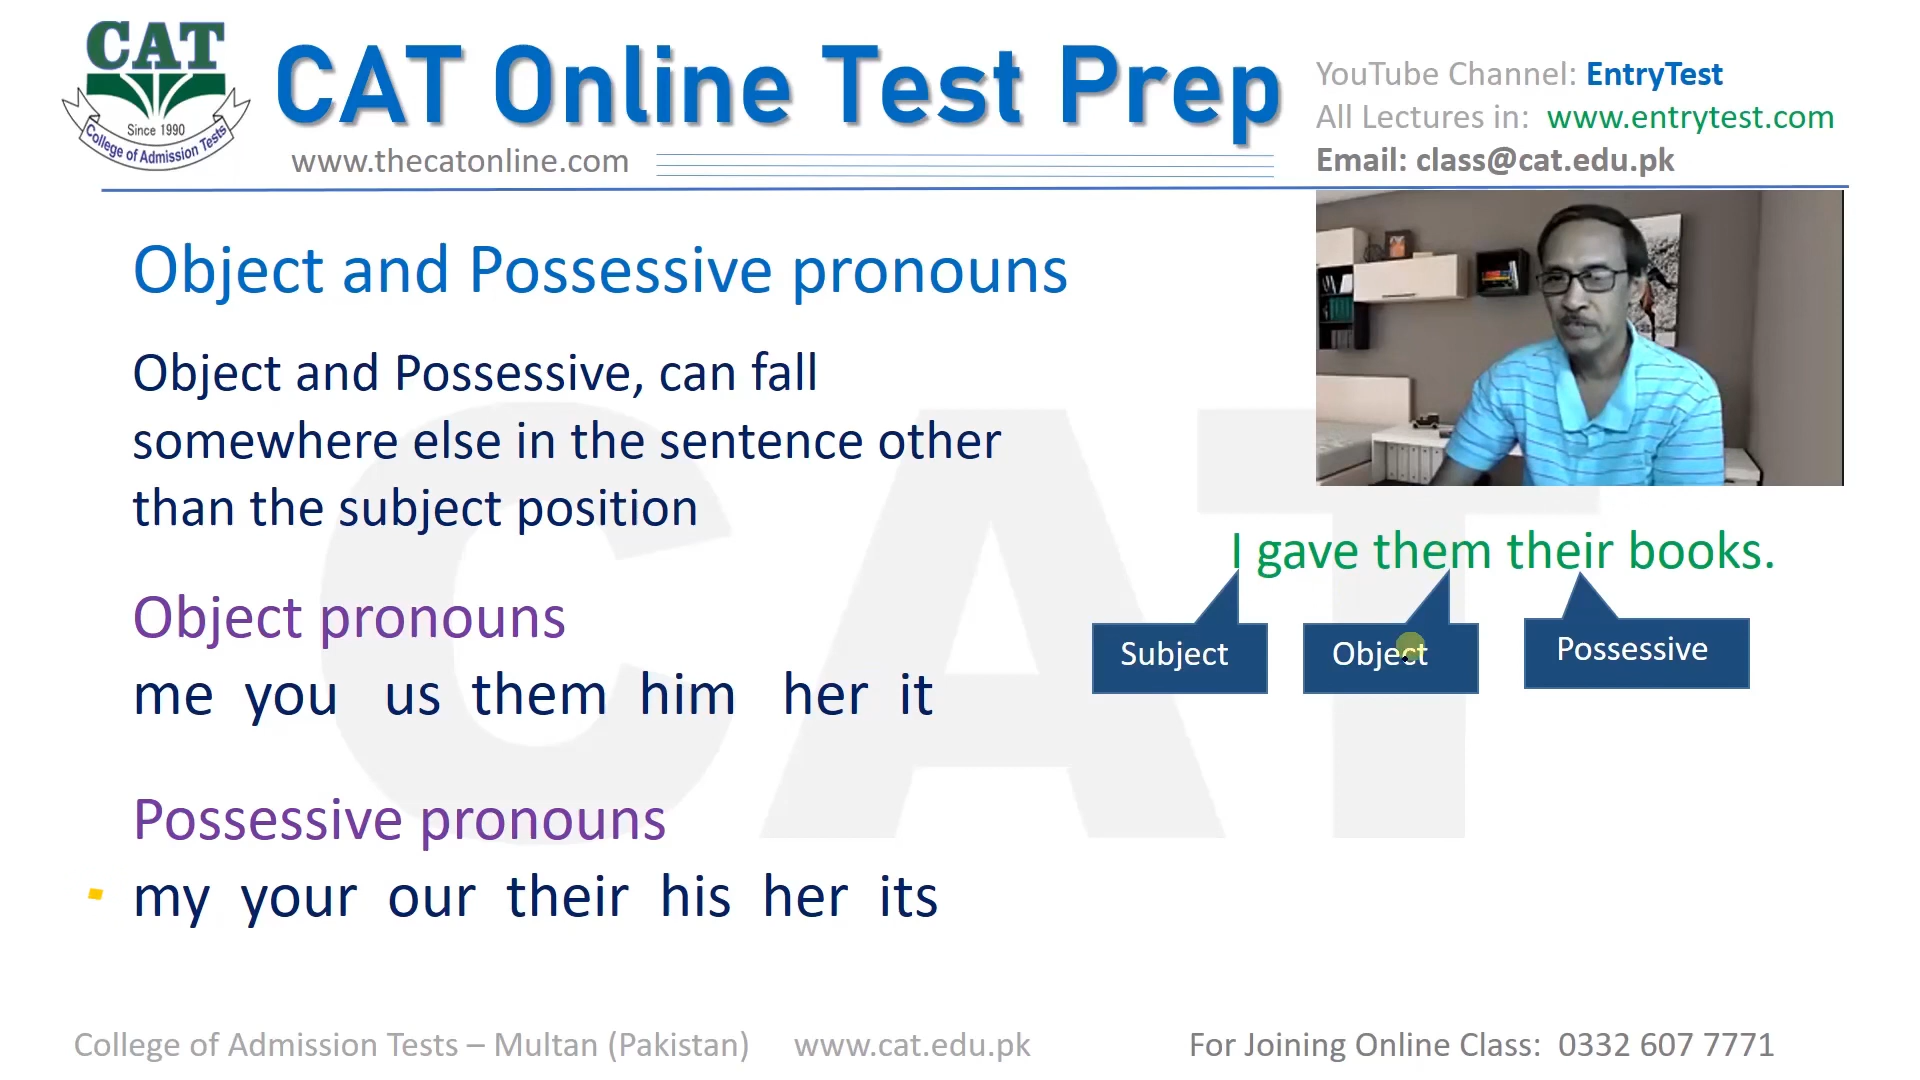 CAT
Since 1990
College of Admission Tests
CAT Online Test Prep
www.thecatonline.com
YouTube Channel: EntryTest
All Lectures in: www.entrytest.com
Email: class@cat.edu.pk
Object and Possessive pronouns
Object and Possessive, can fall
somewhere else in the sentence other
than the subject position
Object pronouns
me you us them him her it
Possessive pronouns
my your our their his her its
I gave them their books.
Subject
Object
Possessive
CAT
College of Admission Tests – Multan (Pakistan) www.cat.edu.pk
For Joining Online Class: 0332 607 7771